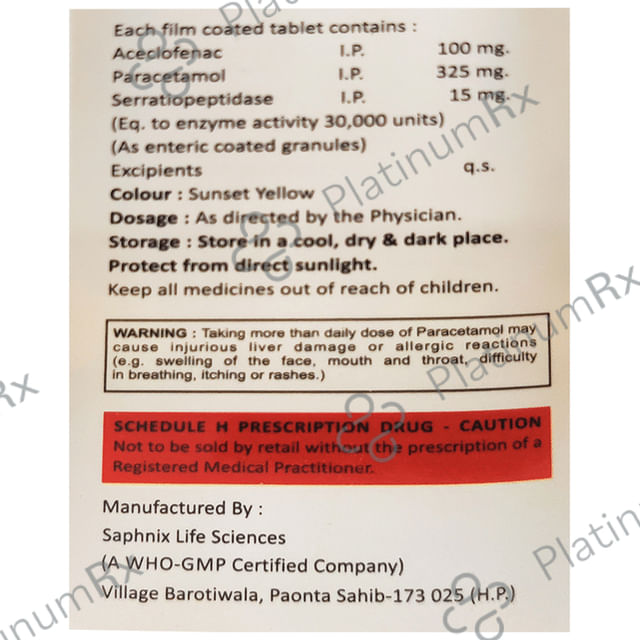 Each film coated tablet contains :
Aceclofenac I.P. 100 mg.
Paracetamol I.P. 325 mg.
Serratiopeptidase I.P. 15 mg.
(Eq. to enzyme activity 30,000 units)
(As enteric coated granules)
Excipients q.s.
Colour : Sunset Yellow
Dosage : As directed by the Physician.
Storage : Store in a cool, dry & dark place.
Protect from direct sunlight.
Keep all medicines out of reach of children.
WARNING : Taking more than daily dose of Paracetamol may
cause injurious liver damage or allergic reactions
(e.g. swelling of the face, mouth and throat, difficulty
in breathing, itching or rashes.)
SCHEDULE H PRESCRIPTION DRUG - CAUTION
Not to be sold by retail without the prescription of a
Registered Medical Practitioner.
Manufactured By :
Saphnix Life Sciences
(A WHO-GMP Certified Company)
Village Barotiwala, Paonta Sahib-173 025 (H.P.)
PlatinumRx
PlatinumRx
PlatinumRx